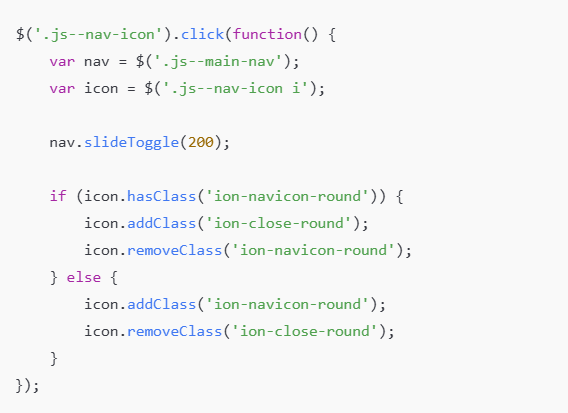 $('.js--nav-icon').click(function() {
    var nav = $('.js--main-nav');
    var icon = $('.js--nav-icon i');

    nav.slideToggle(200);

    if (icon.hasClass('ion-navicon-round')) {
        icon.addClass('ion-close-round');
        icon.removeClass('ion-navicon-round');
    } else {
        icon.addClass('ion-navicon-round');
        icon.removeClass('ion-close-round');
    }
});